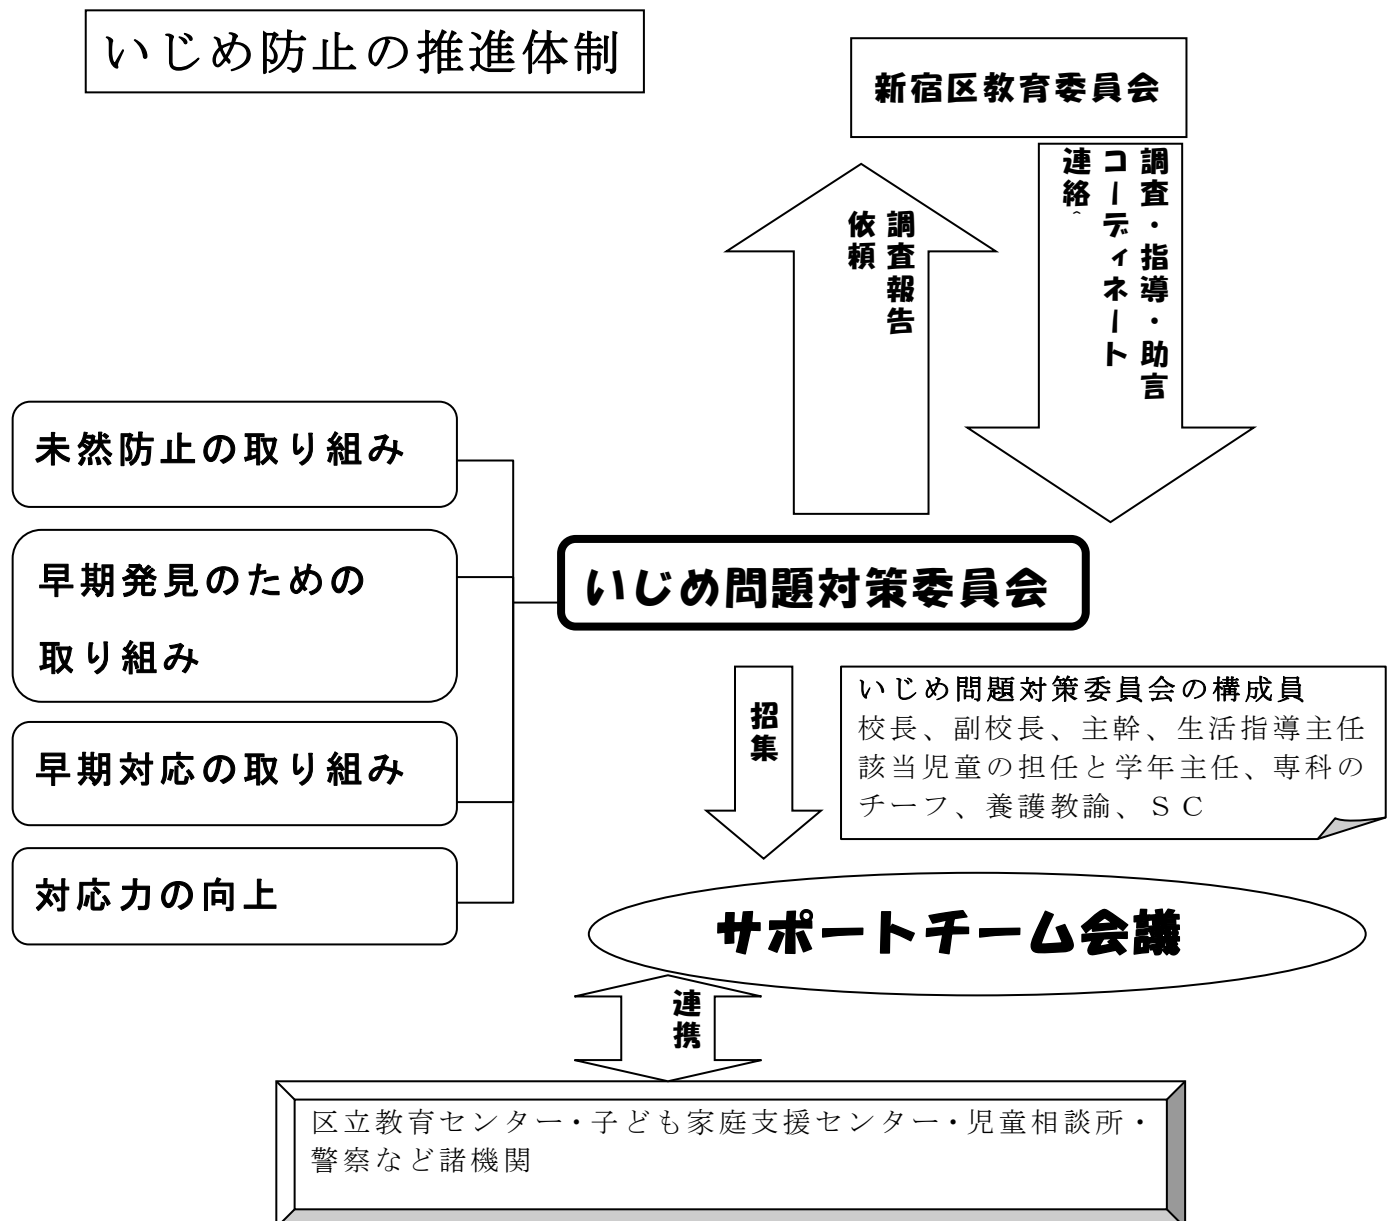 いじめ防止の推進体制
新宿区教育委員会
調査・指導・助言
コーディネート
連絡
調査報告
依頼
未然防止の取り組み
早期発見のための
取り組み
早期対応の取り組み
対応力の向上
いじめ問題対策委員会
招集
いじめ問題対策委員会の構成員
校長、副校長、主幹、生活指導主任
該当児童の担任と学年主任、専科の
チーフ、養護教諭、ＳＣ
サポートチーム会議
連携
区立教育センター・子ども家庭支援センター・児童相談所・
警察など諸機関